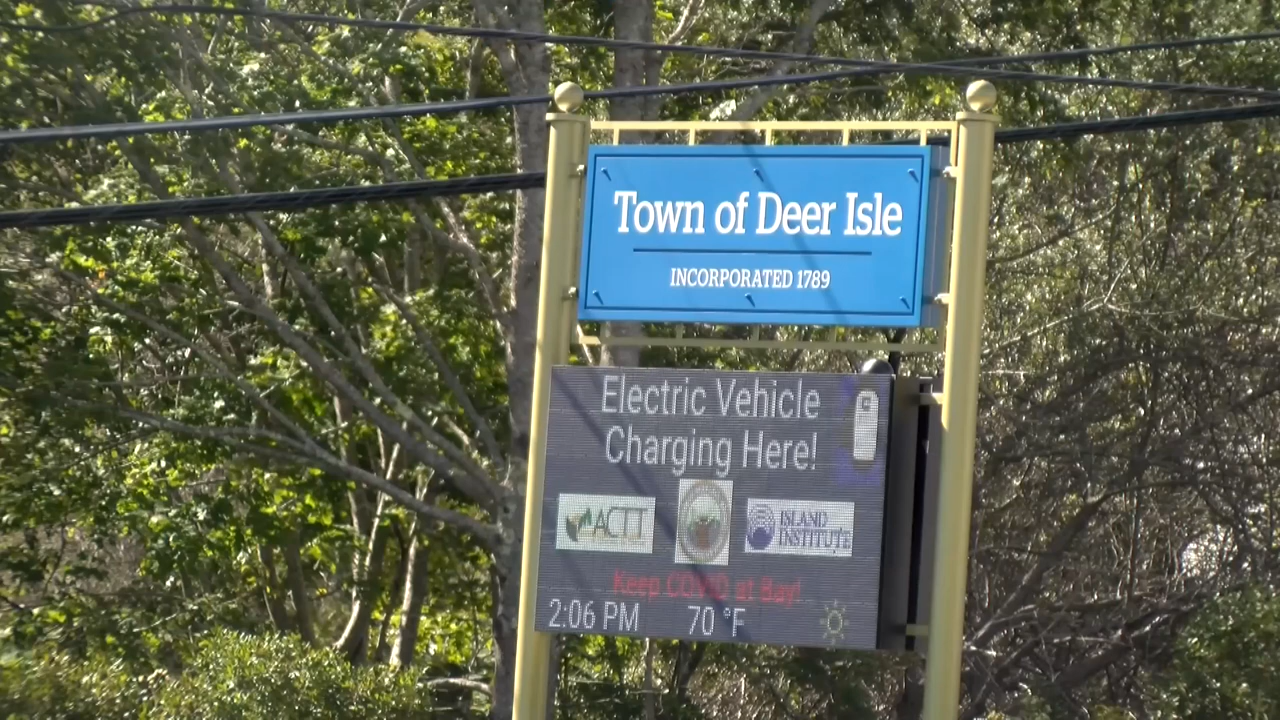 Town of Deer Isle
INCORPORATED 1789
Electric Vehicle
Charging Here!
ACTT
ISLAND
INSTITUTE
Keep COVID at Bay!
2:06 PM 70 °F